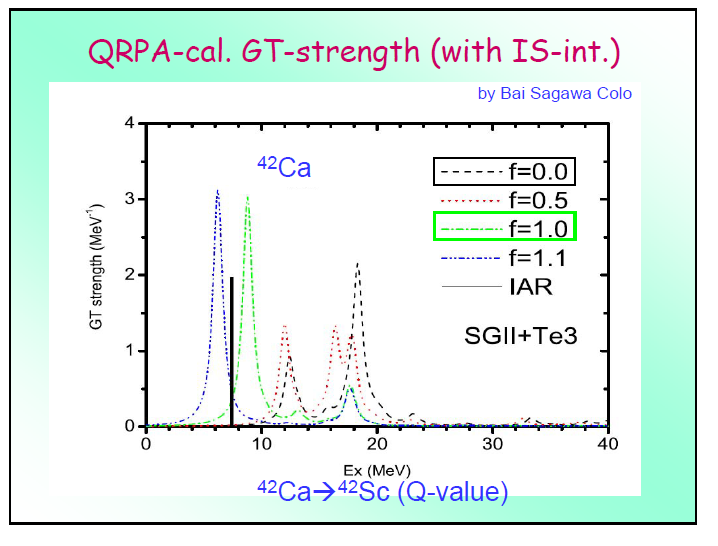 QRPA-cal. GT-strength (with IS-int.)
by Bai Sagawa Colo
4
3
2
1
0
GT strength (MeV⁻¹)
⁴²Ca
f=0.0
f=0.5
f=1.0
f=1.1
IAR
SGII+Te3
0 10 20 30 40
Ex (MeV)
⁴²Ca→⁴²Sc (Q-value)